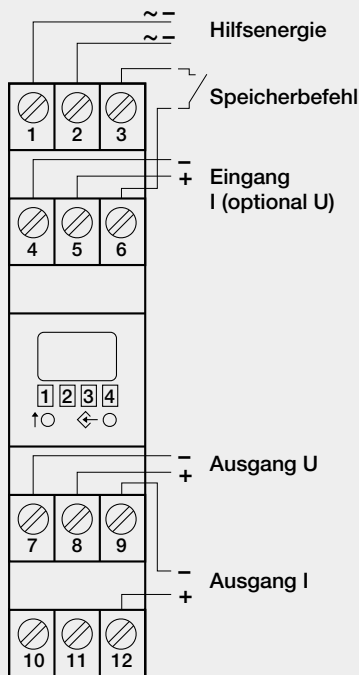 ~ –
Hilfsenergie
~ –
Speicherbefehl
1 2 3
–
+
Eingang
I (optional U)
4 5 6
1 2 3 4
–
+
Ausgang U
7 8 9
–
+
Ausgang I
10 11 12